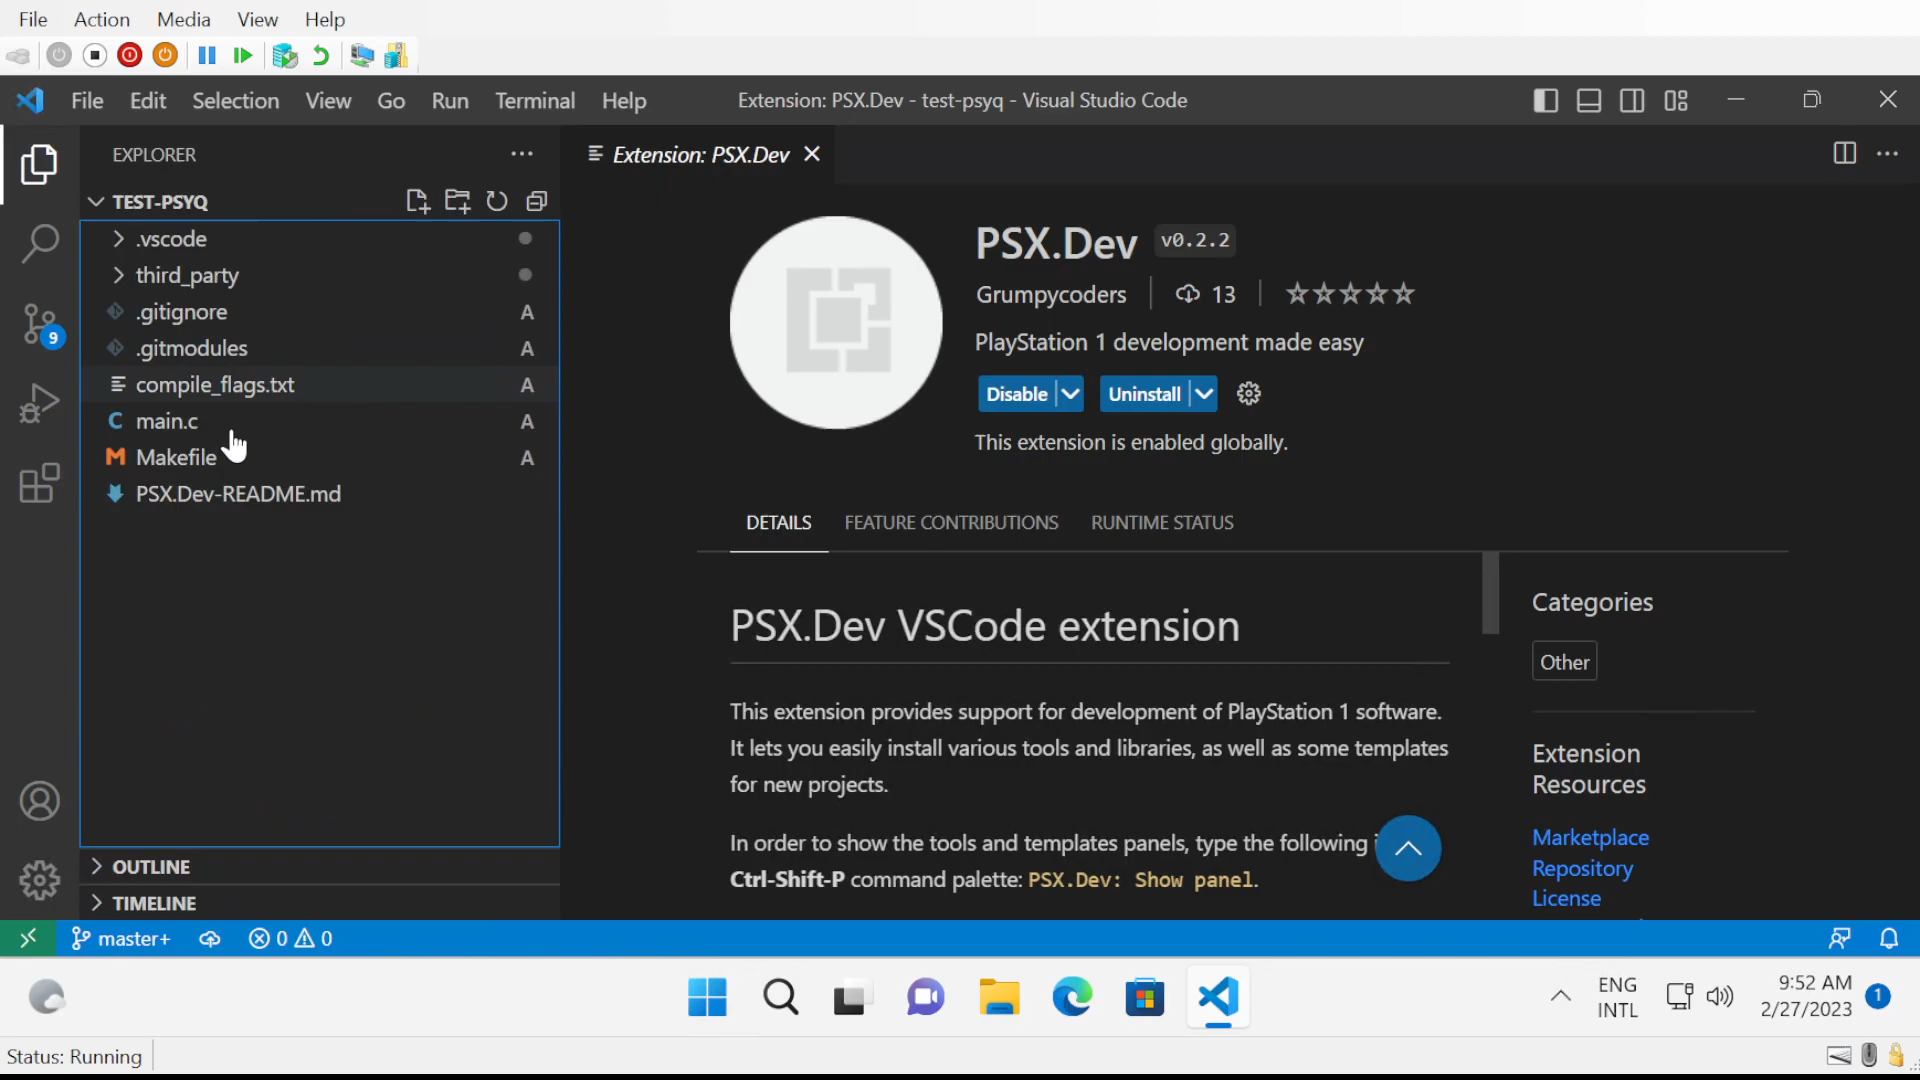 File Action Media View Help
File Edit Selection View Go Run Terminal Help Extension: PSX.Dev - test-psyq - Visual Studio Code
EXPLORER
Extension: PSX.Dev
TEST-PSYQ
.vscode
third_party
.gitignore A
.gitmodules A
compile_flags.txt A
C main.c A
M Makefile A
PSX.Dev-README.md
9
OUTLINE
TIMELINE
PSX.Dev v0.2.2
Grumpycoders 13
PlayStation 1 development made easy
Disable Uninstall
This extension is enabled globally.
DETAILS FEATURE CONTRIBUTIONS RUNTIME STATUS
PSX.Dev VSCode extension
This extension provides support for development of PlayStation 1 software.
It lets you easily install various tools and libraries, as well as some templates
for new projects.
In order to show the tools and templates panels, type the following
Ctrl-Shift-P command palette: PSX.Dev: Show panel.
Categories
Other
Extension
Resources
Marketplace
Repository
License
master+ 0 0
ENG
INTL
9:52 AM
2/27/2023
1
Status: Running